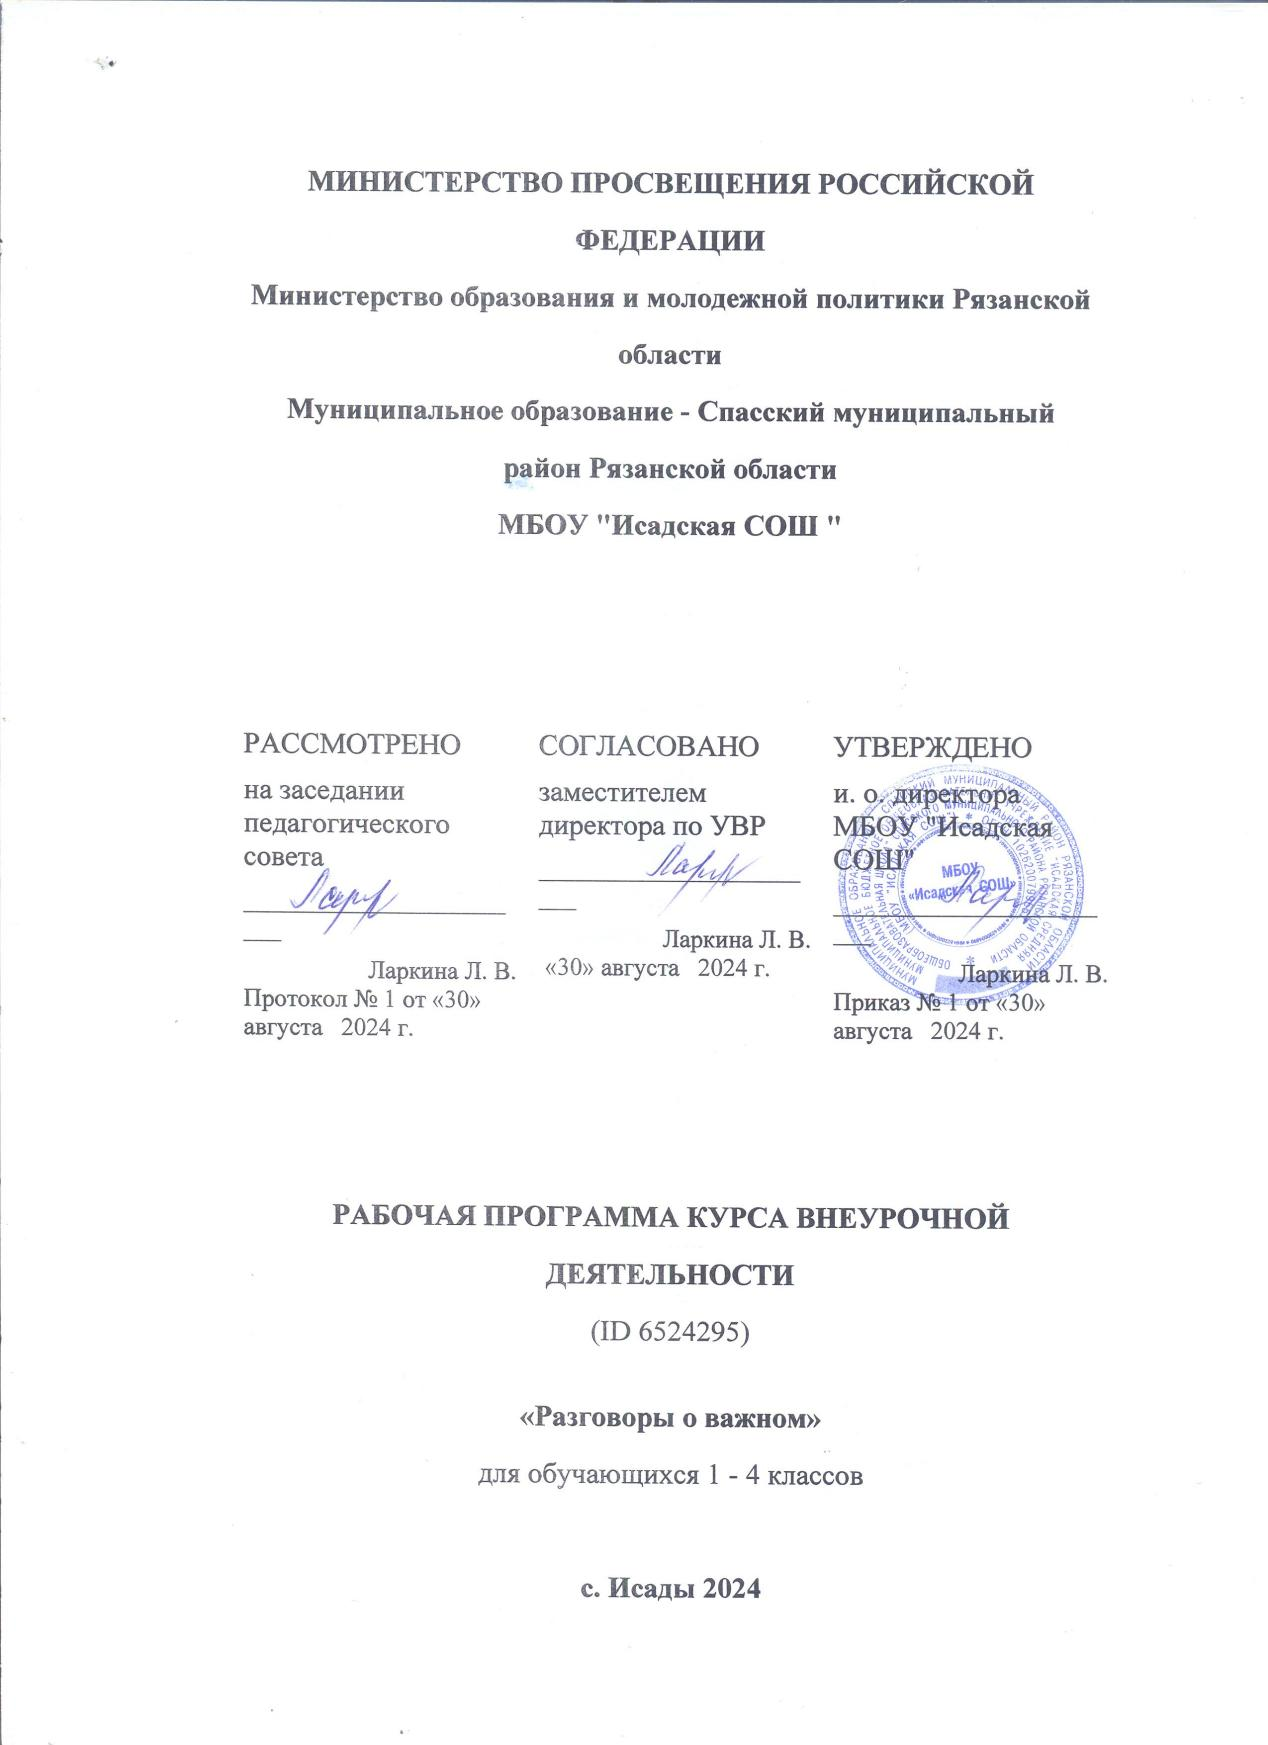 МИНИСТЕРСТВО ПРОСВЕЩЕНИЯ РОССИЙСКОЙ
ФЕДЕРАЦИИ
Министерство образования и молодежной политики Рязанской
области
Муниципальное образование - Спасский муниципальный
район Рязанской области
МБОУ "Исадская СОШ "
РАССМОТРЕНО
на заседании
педагогического
совета
Ларкина Л. В.
Протокол № 1 от «30»
августа 2024 г.
СОГЛАСОВАНО
заместителем
директора по УВР
Ларкина Л. В.
«30» августа 2024 г.
УТВЕРЖДЕНО
и. о. директора
МБОУ "Исадская
СОШ"
МБОУ
«Исадская СОШ»
Ларкина Л. В.
Приказ № 1 от «30»
августа 2024 г.
РАБОЧАЯ ПРОГРАММА КУРСА ВНЕУРОЧНОЙ
ДЕЯТЕЛЬНОСТИ
(ID 6524295)
«Разговоры о важном»
для обучающихся 1 - 4 классов
с. Исады 2024